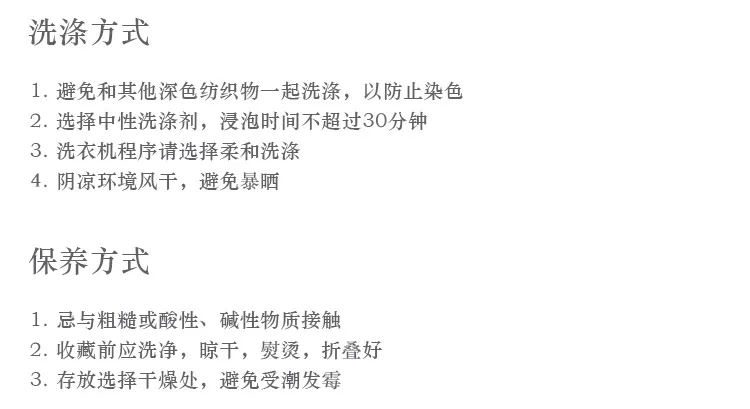 洗涤方式
1. 避免和其他深色纺织物一起洗涤，以防止染色
2. 选择中性洗涤剂，浸泡时间不超过30分钟
3. 洗衣机程序请选择柔和洗涤
4. 阴凉环境风干，避免暴晒
保养方式
1. 忌与粗糙或酸性、碱性物质接触
2. 收藏前应洗净，晾干，熨烫，折叠好
3. 存放选择干燥处，避免受潮发霉